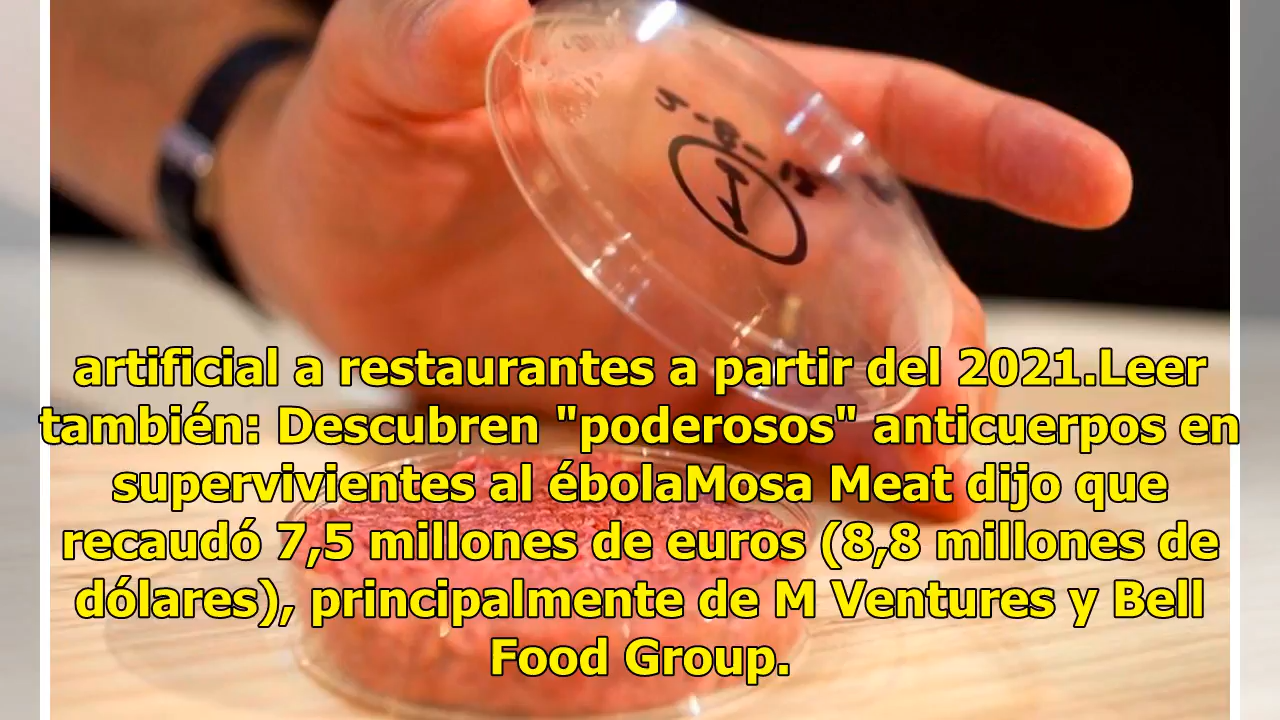 artificial a restaurantes a partir del 2021.Leer
también: Descubren "poderosos" anticuerpos en
supervivientes al ébolaMosa Meat dijo que
recaudó 7,5 millones de euros (8,8 millones de
dólares), principalmente de M Ventures y Bell
Food Group.